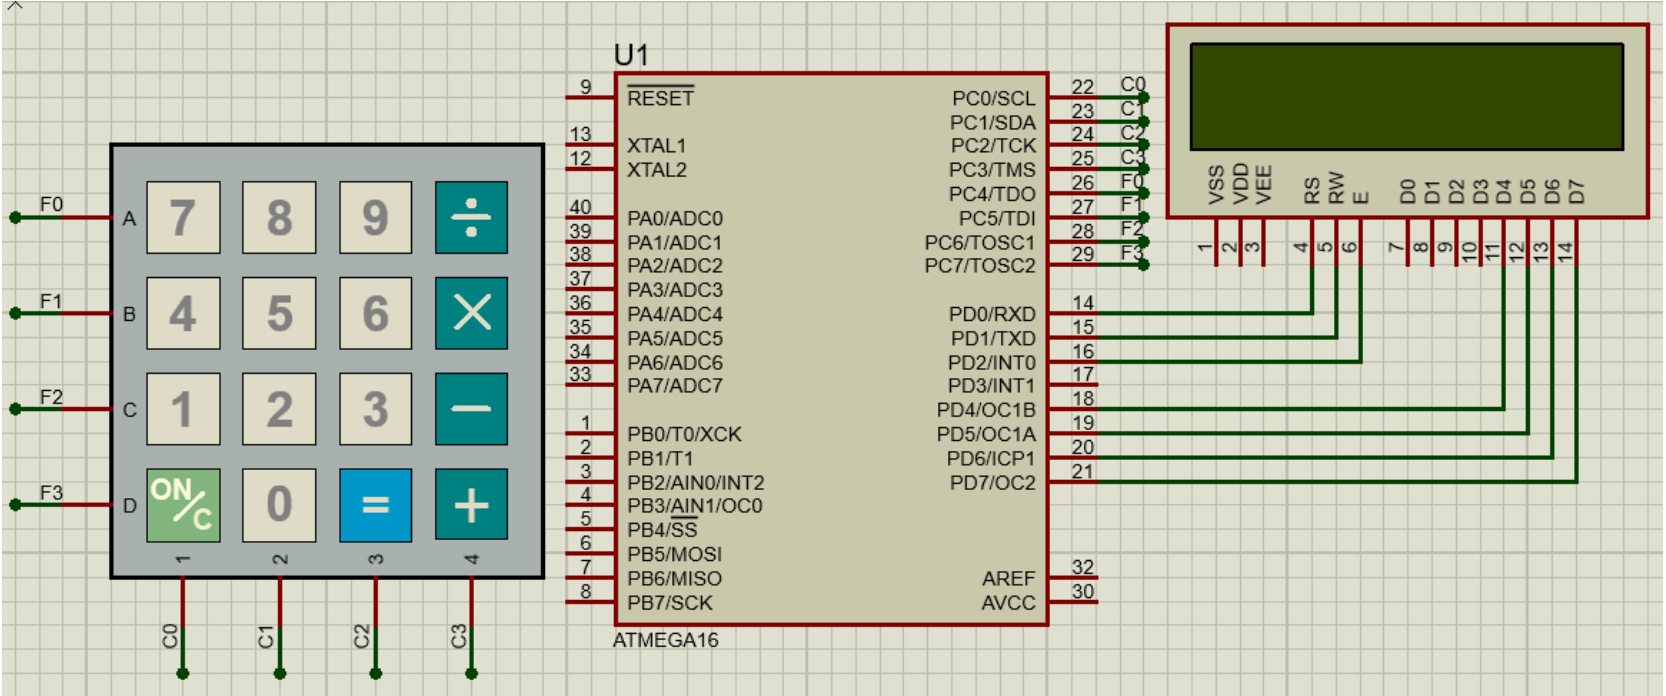 U1
F0 A 7 8 9 ÷
F1 B 4 5 6 ×
F2 C 1 2 3 −
F3 D ON/C 0 = +
1 2 3 4
C0 C1 C2 C3
9 RESET
13 XTAL1
12 XTAL2
40 PA0/ADC0
39 PA1/ADC1
38 PA2/ADC2
37 PA3/ADC3
36 PA4/ADC4
35 PA5/ADC5
34 PA6/ADC6
33 PA7/ADC7
1 PB0/T0/XCK
2 PB1/T1
3 PB2/AIN0/INT2
4 PB3/AIN1/OC0
5 PB4/SS
6 PB5/MOSI
7 PB6/MISO
8 PB7/SCK
PC0/SCL 22 C0
PC1/SDA 23 C1
PC2/TCK 24 C2
PC3/TMS 25 C3
PC4/TDO 26 F0
PC5/TDI 27 F1
PC6/TOSC1 28 F2
PC7/TOSC2 29 F3
PD0/RXD 14
PD1/TXD 15
PD2/INT0 16
PD3/INT1 17
PD4/OC1B 18
PD5/OC1A 19
PD6/ICP1 20
PD7/OC2 21
AREF 32
AVCC 30
ATMEGA16
VSS VDD VEE RS RW E D0 D1 D2 D3 D4 D5 D6 D7
1 2 3 4 5 6 7 8 9 10 11 12 13 14